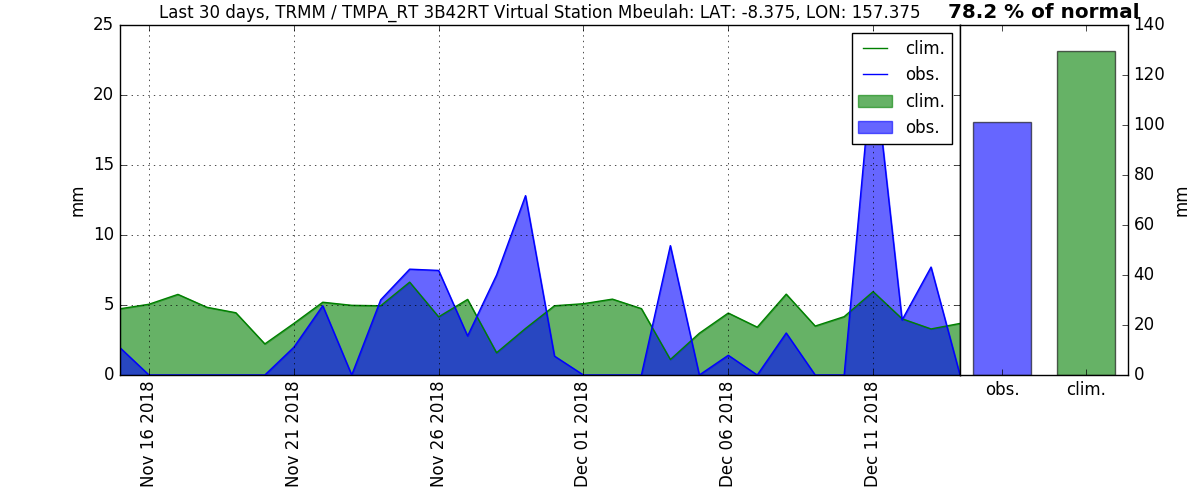 Last 30 days, TRMM / TMPA_RT 3B42RT Virtual Station Mbeulah: LAT: -8.375, LON: 157.375
78.2 % of normal
clim.
obs.
clim.
obs.
mm
25
20
15
10
5
0
Nov 16 2018
Nov 21 2018
Nov 26 2018
Dec 01 2018
Dec 06 2018
Dec 11 2018
obs.
clim.
140
120
100
80
60
40
20
0
mm